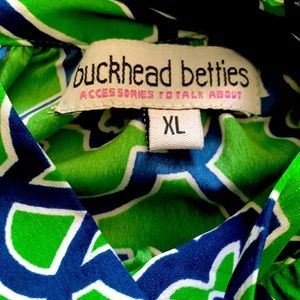 buckhead betties
ACCESSORIES TO TALK ABOUT
XL